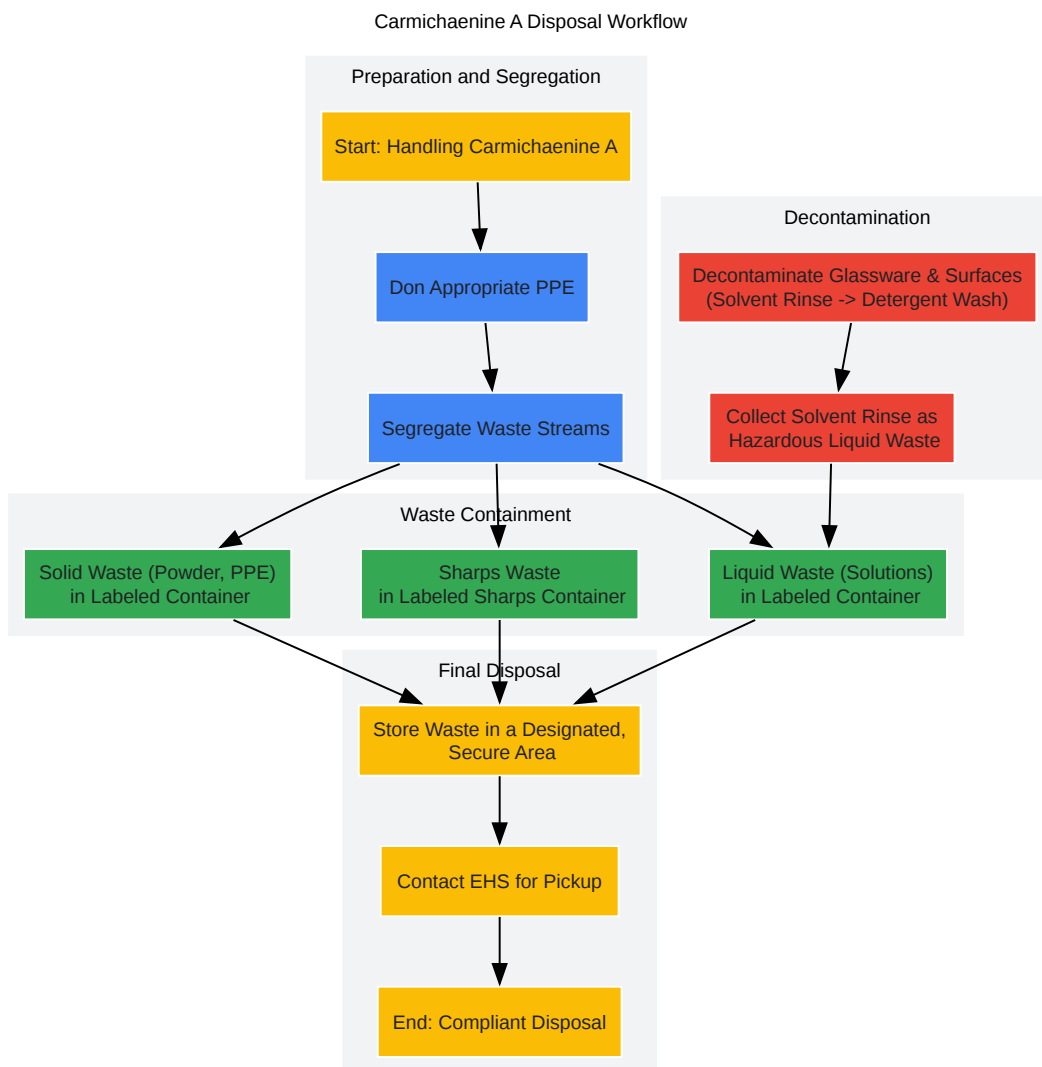 Carmichaenine A Disposal Workflow
Preparation and Segregation
Start: Handling Carmichaenine A
Don Appropriate PPE
Segregate Waste Streams
Decontamination
Decontaminate Glassware & Surfaces
(Solvent Rinse -> Detergent Wash)
Collect Solvent Rinse as
Hazardous Liquid Waste
Waste Containment
Solid Waste (Powder, PPE)
in Labeled Container
Sharps Waste
in Labeled Sharps Container
Liquid Waste (Solutions)
in Labeled Container
Final Disposal
Store Waste in a Designated,
Secure Area
Contact EHS for Pickup
End: Compliant Disposal